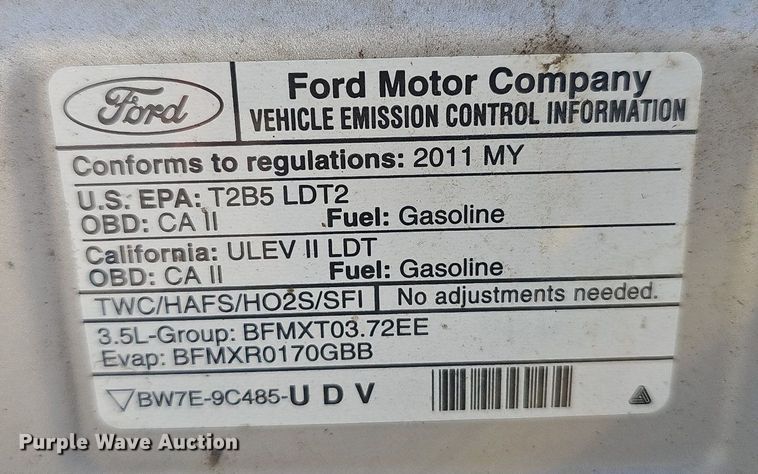 Ford
Ford Motor Company
VEHICLE EMISSION CONTROL INFORMATION
Conforms to regulations: 2011 MY
U.S. EPA: T2B5 LDT2
OBD: CA II Fuel: Gasoline
California: ULEV II LDT
OBD: CA II Fuel: Gasoline
TWC/HAFS/HO2S/SFI No adjustments needed.
3.5L-Group: BFMXT03.72EE
Evap: BFMXR0170GBB
BW7E-9C485-U D V
Purple Wave Auction